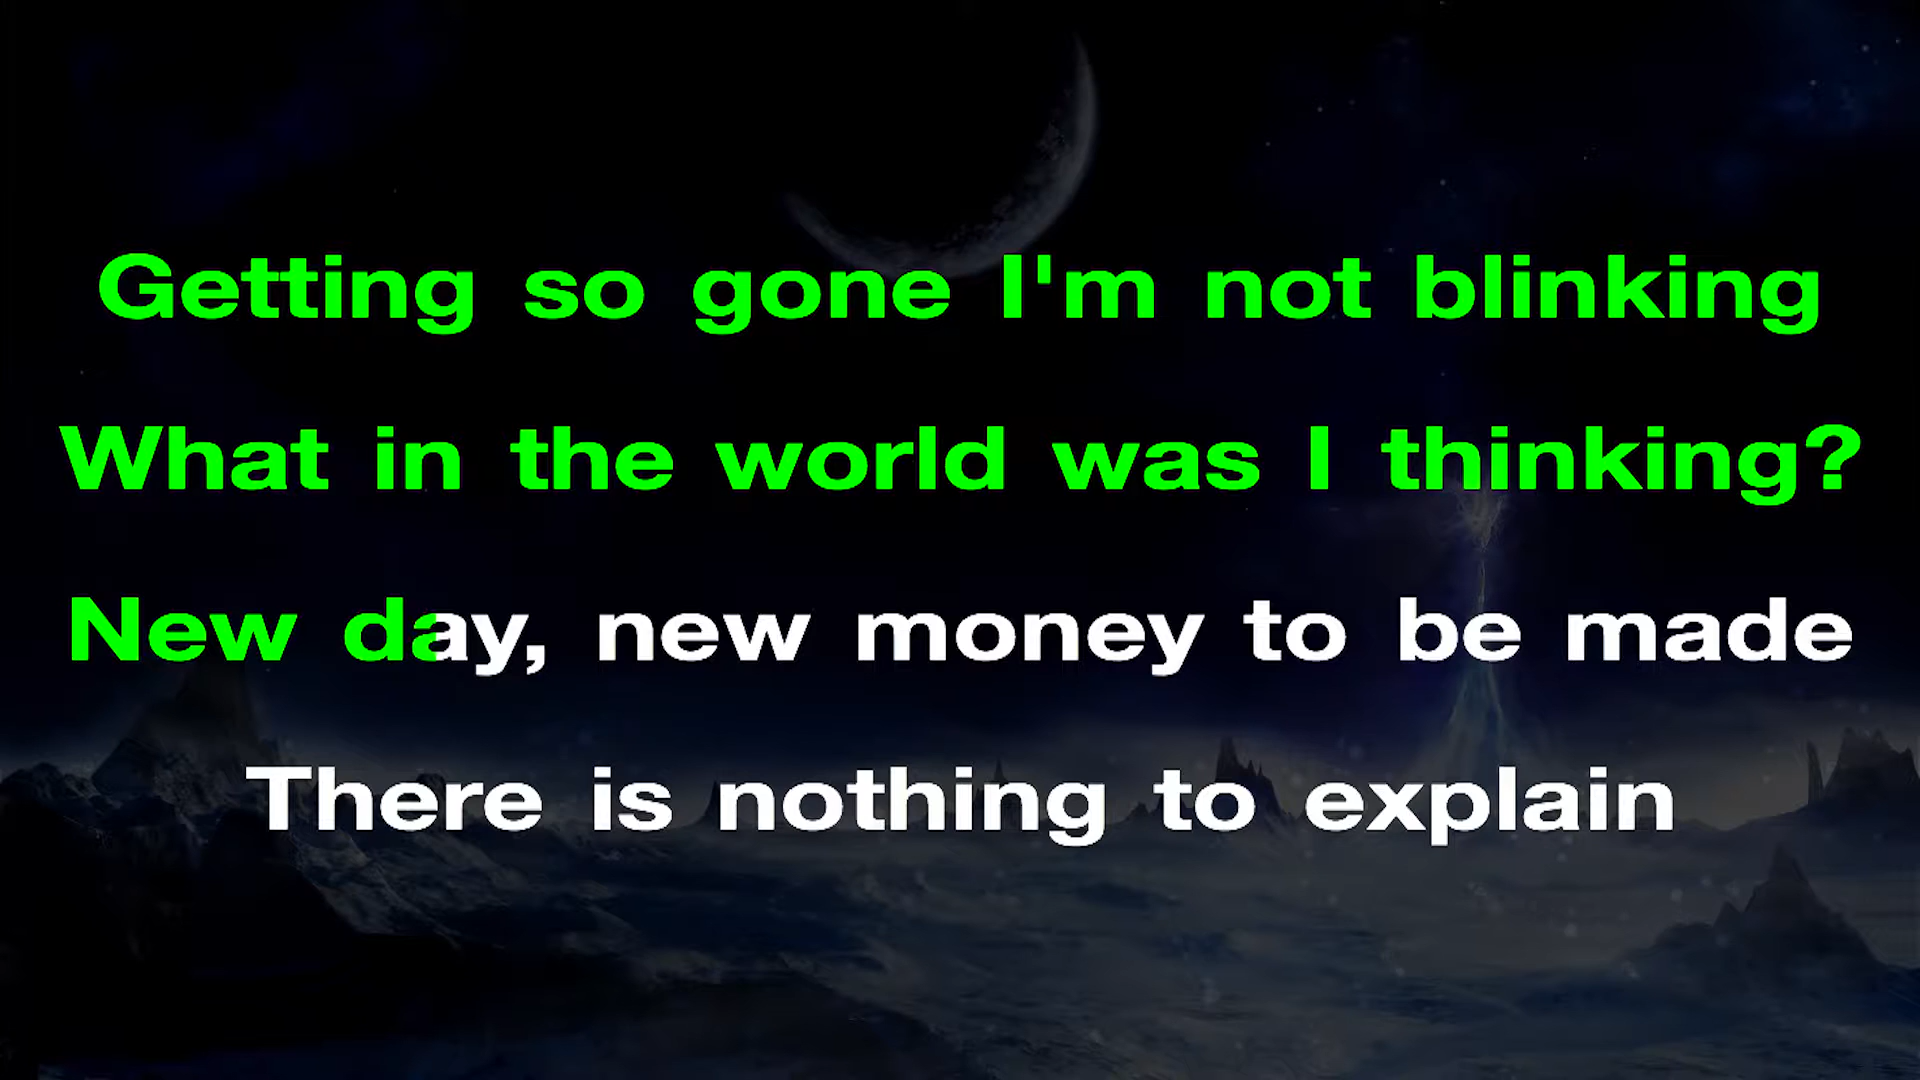 Getting so gone I'm not blinking
What in the world was I thinking?
New day, new money to be made
There is nothing to explain